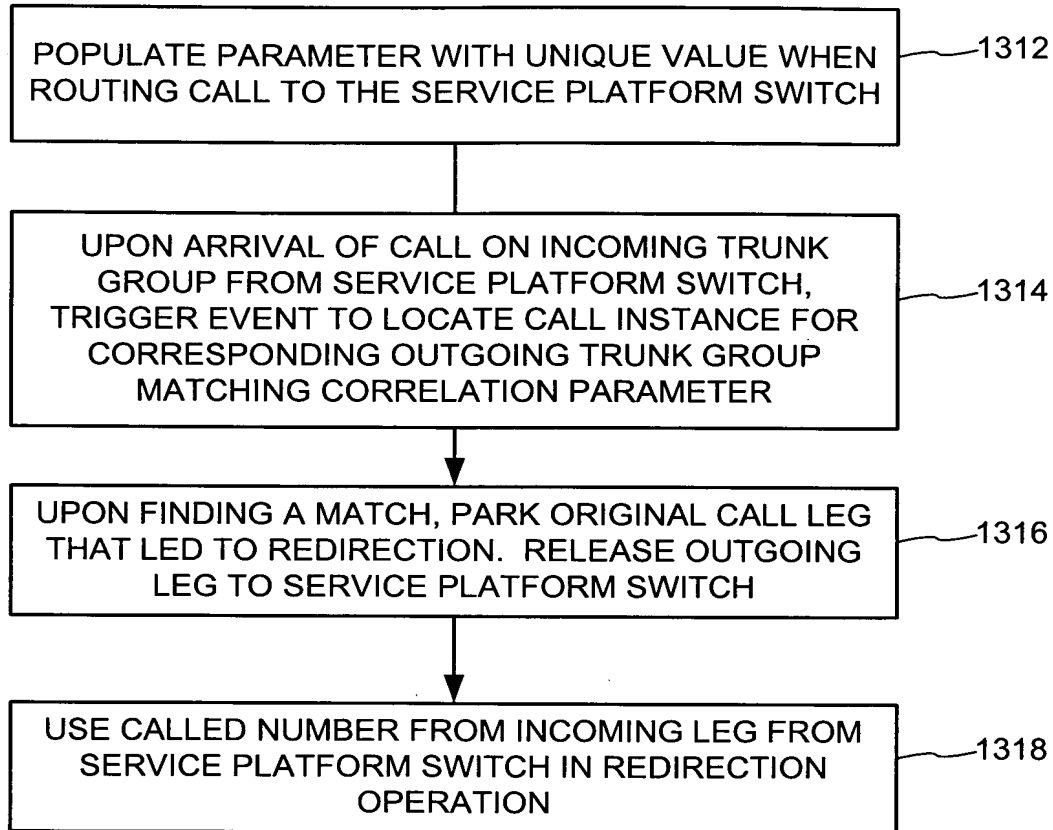 POPULATE PARAMETER WITH UNIQUE VALUE WHEN
ROUTING CALL TO THE SERVICE PLATFORM SWITCH
1312
UPON ARRIVAL OF CALL ON INCOMING TRUNK
GROUP FROM SERVICE PLATFORM SWITCH,
TRIGGER EVENT TO LOCATE CALL INSTANCE FOR
CORRESPONDING OUTGOING TRUNK GROUP
MATCHING CORRELATION PARAMETER
1314
UPON FINDING A MATCH, PARK ORIGINAL CALL LEG
THAT LED TO REDIRECTION. RELEASE OUTGOING
LEG TO SERVICE PLATFORM SWITCH
1316
USE CALLED NUMBER FROM INCOMING LEG FROM
SERVICE PLATFORM SWITCH IN REDIRECTION
OPERATION
1318